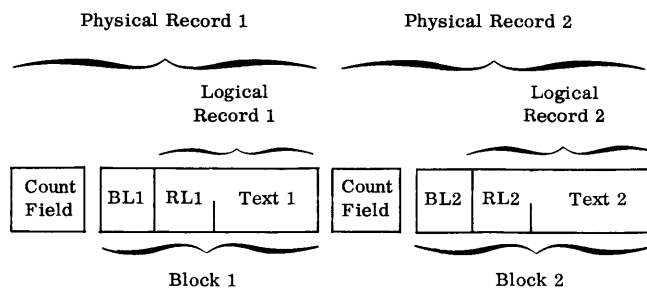 Physical Record 1
Physical Record 2
Logical
Record 1
Logical
Record 2
Count
Field
BL1
RL1
Text 1
Count
Field
BL2
RL2
Text 2
Block 1
Block 2